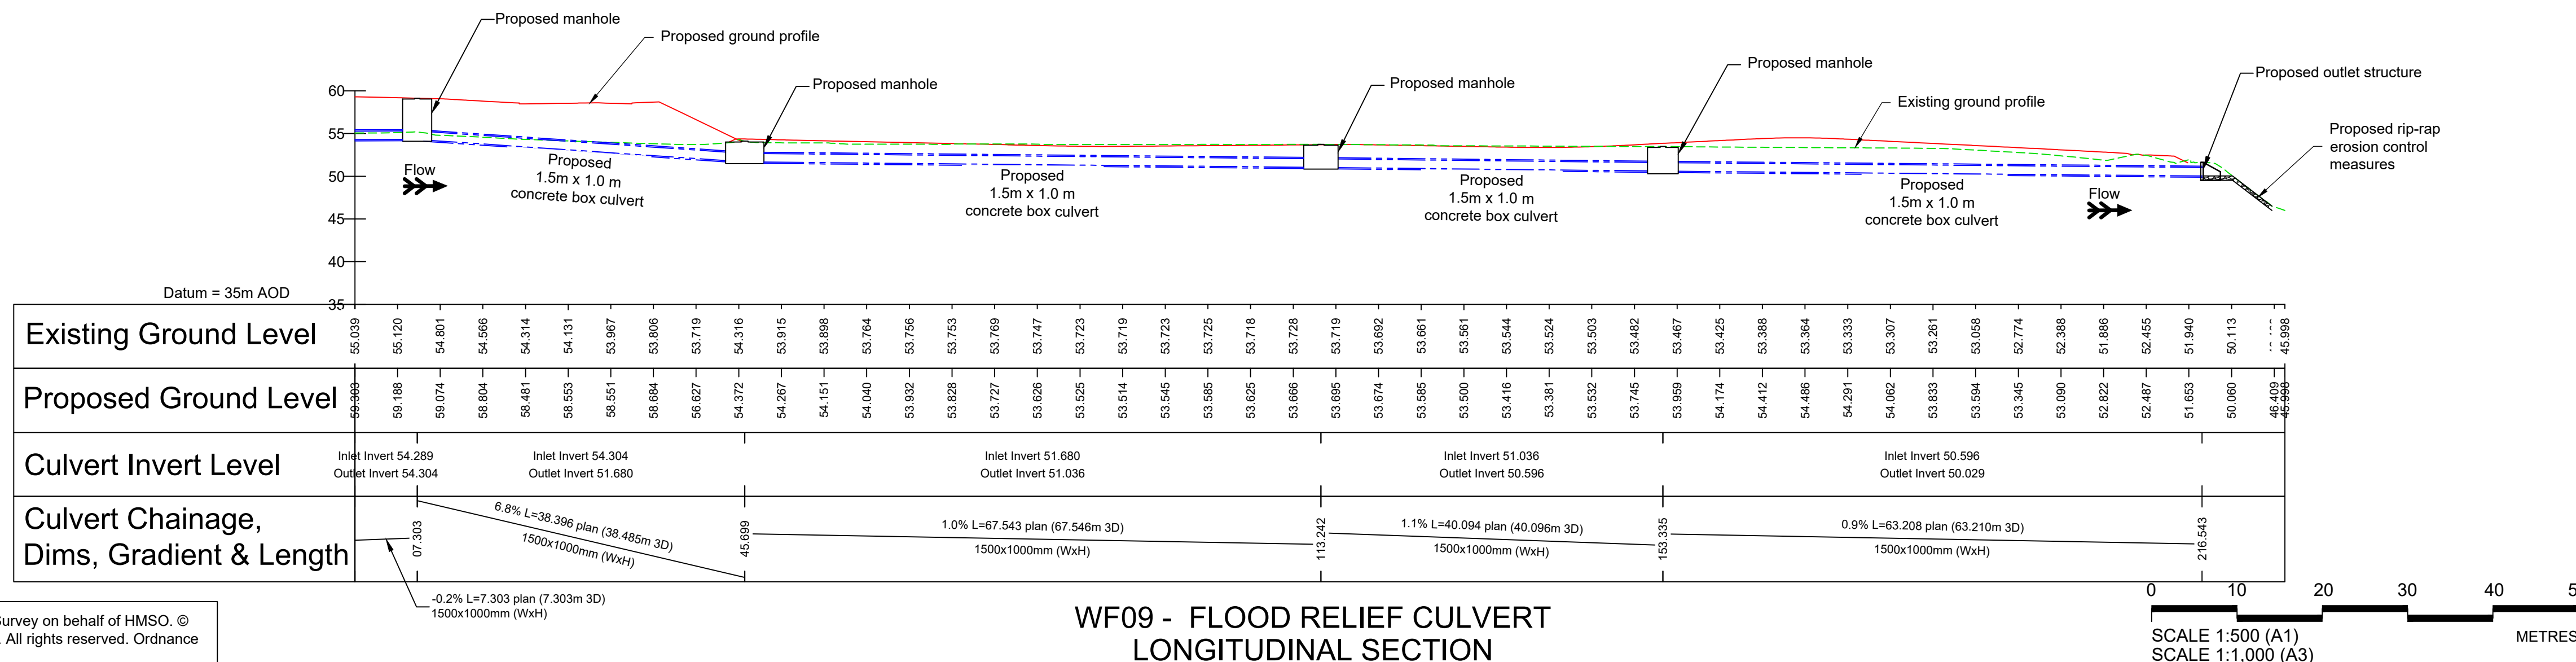 Proposed manhole
Proposed ground profile
Proposed manhole
Proposed manhole
Proposed manhole
Existing ground profile
Proposed outlet structure
Proposed rip-rap
erosion control
measures
60
55
50
45
40
35
Flow
Proposed
1.5m x 1.0 m
concrete box culvert
Proposed
1.5m x 1.0 m
concrete box culvert
Proposed
1.5m x 1.0 m
concrete box culvert
Proposed
1.5m x 1.0 m
concrete box culvert
Flow
Datum = 35m AOD
Existing Ground Level
55.039 55.120 54.801 54.566 54.314 54.131 53.967 53.806 53.719 54.316 53.915 53.898 53.764 53.756 53.753 53.769 53.747 53.723 53.719 53.723 53.725 53.718 53.728 53.719 53.692 53.661 53.561 53.544 53.524 53.503 53.482 53.467 53.425 53.388 53.364 53.333 53.307 53.261 53.058 52.774 52.388 51.886 52.455 51.940 50.113 45.998
Proposed Ground Level
59.188 59.074 58.804 58.481 58.553 58.551 58.684 56.627 54.372 54.267 54.151 54.040 53.932 53.828 53.727 53.626 53.525 53.514 53.545 53.585 53.625 53.666 53.695 53.674 53.585 53.500 53.416 53.381 53.532 53.745 53.959 54.174 54.412 54.486 54.291 54.062 53.833 53.594 53.345 53.090 52.822 52.487 51.653 50.060 46.409 45.998
Culvert Invert Level
Inlet Invert 54.289
Outlet Invert 54.304
Inlet Invert 54.304
Outlet Invert 51.680
Inlet Invert 51.680
Outlet Invert 51.036
Inlet Invert 51.036
Outlet Invert 50.596
Inlet Invert 50.596
Outlet Invert 50.029
Culvert Chainage,
Dims, Gradient & Length
07.303
6.8% L=38.396 plan (38.485m 3D)
1500x1000mm (WxH)
45.699
1.0% L=67.543 plan (67.546m 3D)
1500x1000mm (WxH)
113.242
1.1% L=40.094 plan (40.096m 3D)
1500x1000mm (WxH)
153.335
0.9% L=63.208 plan (63.210m 3D)
1500x1000mm (WxH)
216.543
-0.2% L=7.303 plan (7.303m 3D)
1500x1000mm (WxH)
urvey on behalf of HMSO. ©
. All rights reserved. Ordnance
WF09 - FLOOD RELIEF CULVERT
LONGITUDINAL SECTION
0 10 20 30 40
SCALE 1:500 (A1)
METRES
SCALE 1:1,000 (A3)